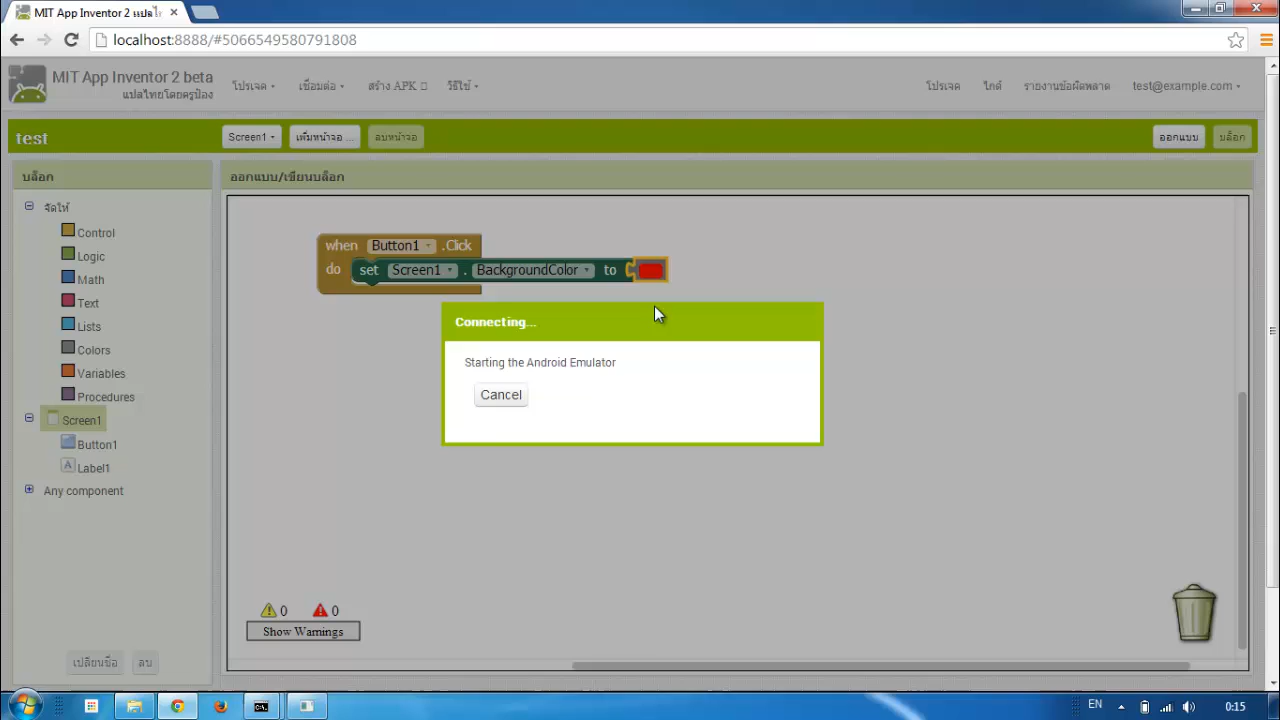 MIT App Inventor 2 แปลไ
localhost:8888/#5066549580791808
MIT App Inventor 2 beta
แปลไทยโดยครูป้อง
โปรเจค เชื่อมต่อ สร้าง APK วิธีใช้ โปรเจค ไกด์ รายงานข้อผิดพลาด test@example.com
test Screen1 เพิ่มหน้าจอ ... ลบหน้าจอ ออกแบบ บล็อก
บล็อก
ออกแบบ/เขียนบล็อก
จัดให้
Control
Logic
Math
Text
Lists
Colors
Variables
Procedures
Screen1
Button1
Label1
Any component
เปลี่ยนชื่อ ลบ
when Button1 .Click
do set Screen1 . BackgroundColor to
Connecting...
Starting the Android Emulator
Cancel
0 0
Show Warnings
EN 0:15